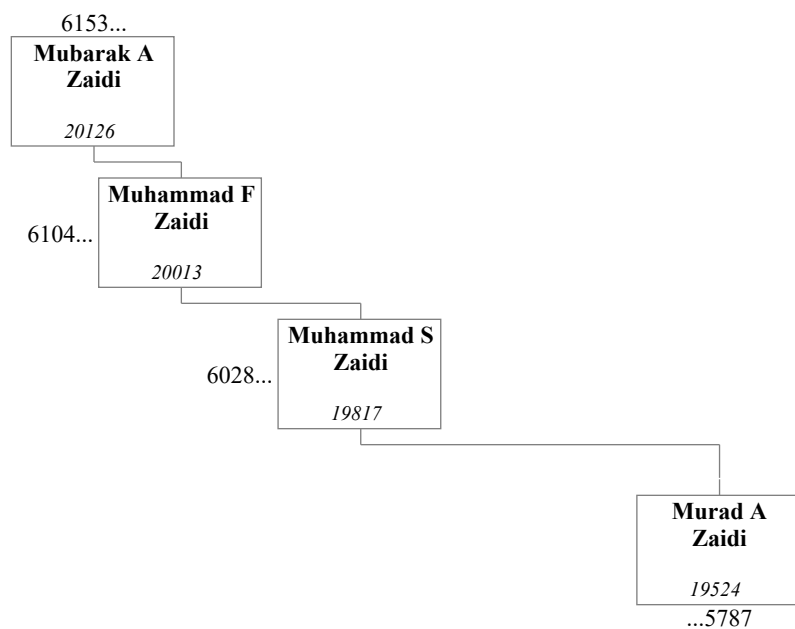 6153...
Mubarak A
Zaidi
20126
Muhammad F
Zaidi
6104...
20013
Muhammad S
Zaidi
6028...
19817
Murad A
Zaidi
19524
...5787